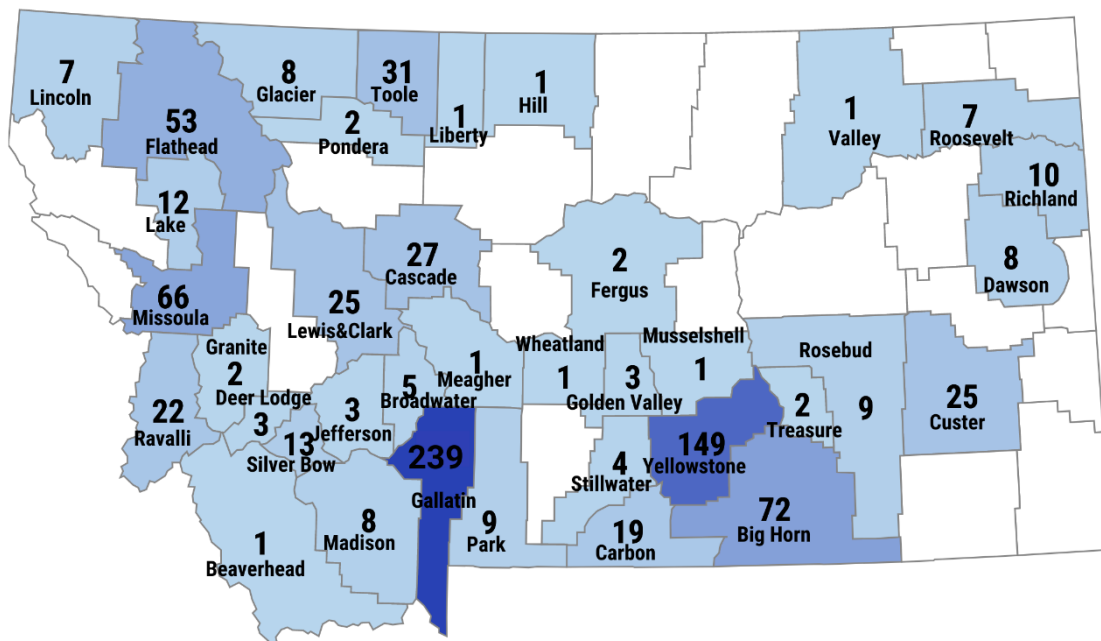 7
Lincoln
53
Flathead
8
Glacier
31
Toole
2
Pondera
1
Liberty
1
Hill
1
Valley
7
Roosevelt
10
Richland
8
Dawson
12
Lake
66
Missoula
25
Lewis&Clark
27
Cascade
2
Fergus
Granite
2
Deer Lodge
3
22
Ravalli
13
Silver Bow
3
Jefferson
5
Broadwater
1
Meagher
Wheatland
1
3
Golden Valley
Musselshell
1
Rosebud
9
2
Treasure
25
Custer
239
Gallatin
149
Yellowstone
4
Stillwater
72
Big Horn
19
Carbon
9
Park
8
Madison
1
Beaverhead